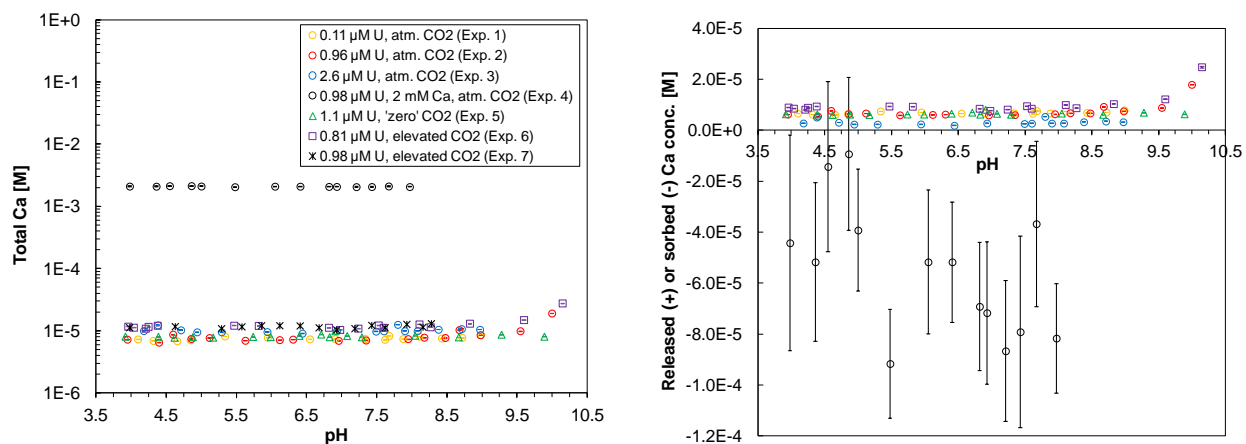 1E+0
1E-1
1E-2
1E-3
1E-4
1E-5
1E-6
Total Ca [M]
0.11 µM U, atm. CO2 (Exp. 1)
0.96 µM U, atm. CO2 (Exp. 2)
2.6 µM U, atm. CO2 (Exp. 3)
0.98 µM U, 2 mM Ca, atm. CO2 (Exp. 4)
1.1 µM U, 'zero' CO2 (Exp. 5)
0.81 µM U, elevated CO2 (Exp. 6)
0.98 µM U, elevated CO2 (Exp. 7)
3.5 4.5 5.5 6.5 7.5 8.5 9.5 10.5
pH
Released (+) or sorbed (-) Ca conc. [M]
4.0E-5
2.0E-5
0.0E+0
-2.0E-5
-4.0E-5
-6.0E-5
-8.0E-5
-1.0E-4
-1.2E-4
3.5 4.5 5.5 6.5 7.5 8.5 9.5 10.5
pH